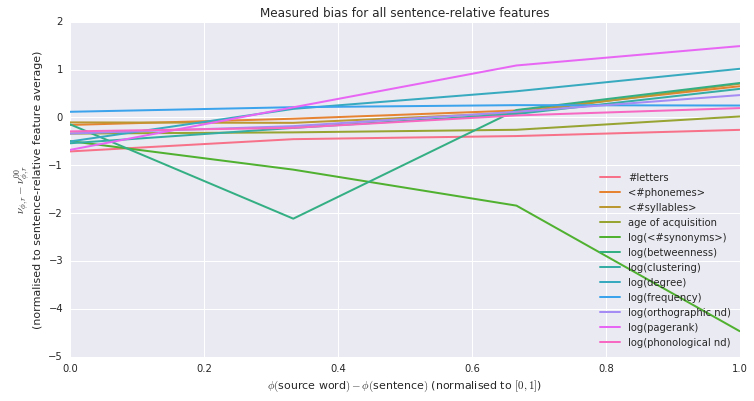 Measured bias for all sentence-relative features
2
1
0
−1
−2
−3
−4
−5
0.0 0.2 0.4 0.6 0.8 1.0
ν_{ϕ,r} − ν_{ϕ,r}^{00}
(normalised to sentence-relative feature average)
ϕ(source word) − ϕ(sentence) (normalised to [0, 1])
#letters
<#phonemes>
<#syllables>
age of acquisition
log(<#synonyms>)
log(betweenness)
log(clustering)
log(degree)
log(frequency)
log(orthographic nd)
log(pagerank)
log(phonological nd)